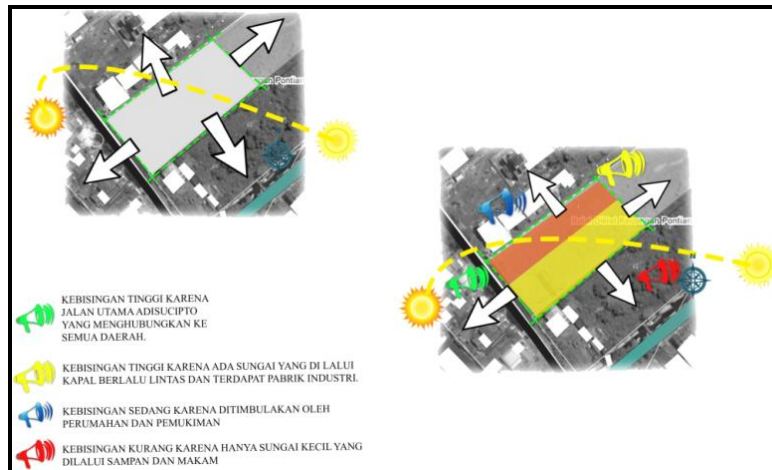 KEBISINGAN TINGGI KARENA
JALAN UTAMA ADISUCIPTO
YANG MENGHUBUNGKAN KE
SEMUA DAERAH.
KEBISINGAN TINGGI KARENA ADA SUNGAI YANG DI LALUI
KAPAL BERLALU LINTAS DAN TERDAPAT PABRIK INDUSTRI.
KEBISINGAN SEDANG KARENA DITIMBULAKAN OLEH
PERUMAHAN DAN PEMUKIMAN
KEBISINGAN KURANG KARENA HANYA SUNGAI KECIL YANG
DILALUI SAMPAN DAN MAKAM